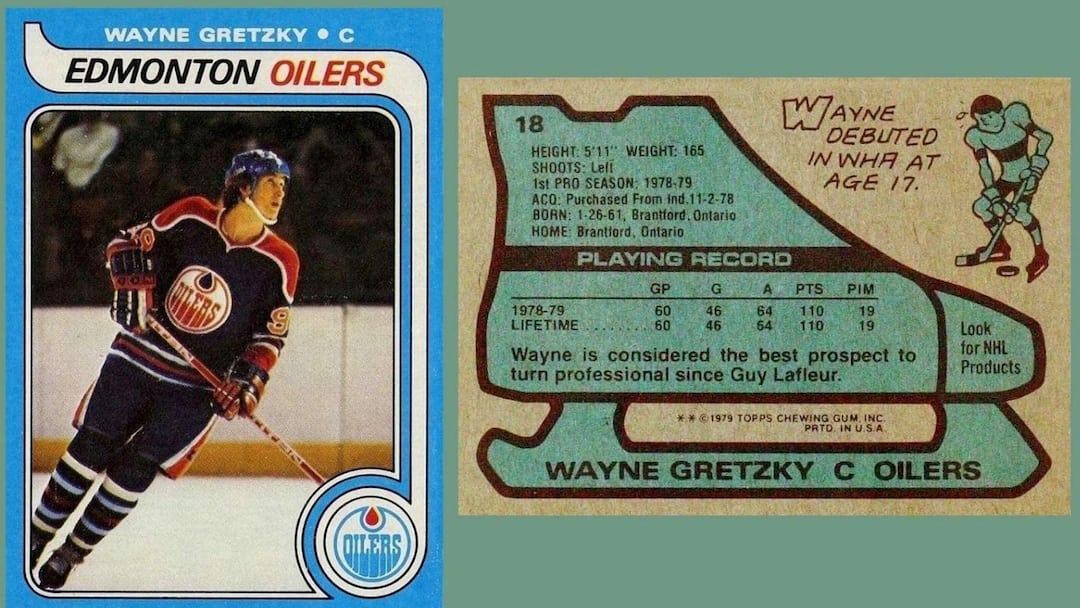 WAYNE GRETZKY • C
EDMONTON OILERS
OILERS
9
9
OILERS
18
HEIGHT: 5'11" WEIGHT: 165
SHOOTS: Left
1st PRO SEASON: 1978-79
ACQ: Purchased From Ind. 11-2-78
BORN: 1-26-61, Brantford, Ontario
HOME: Brantford, Ontario
WAYNE
DEBUTED
IN WHA AT
AGE 17.
PLAYING RECORD
GP G A PTS PIM
1978-79 60 46 64 110 19
LIFETIME .......... 60 46 64 110 19
Wayne is considered the best prospect to
turn professional since Guy Lafleur.
Look
for NHL
Products
** © 1979 TOPPS CHEWING GUM, INC.
PRTD. IN U.S.A.
WAYNE GRETZKY C OILERS